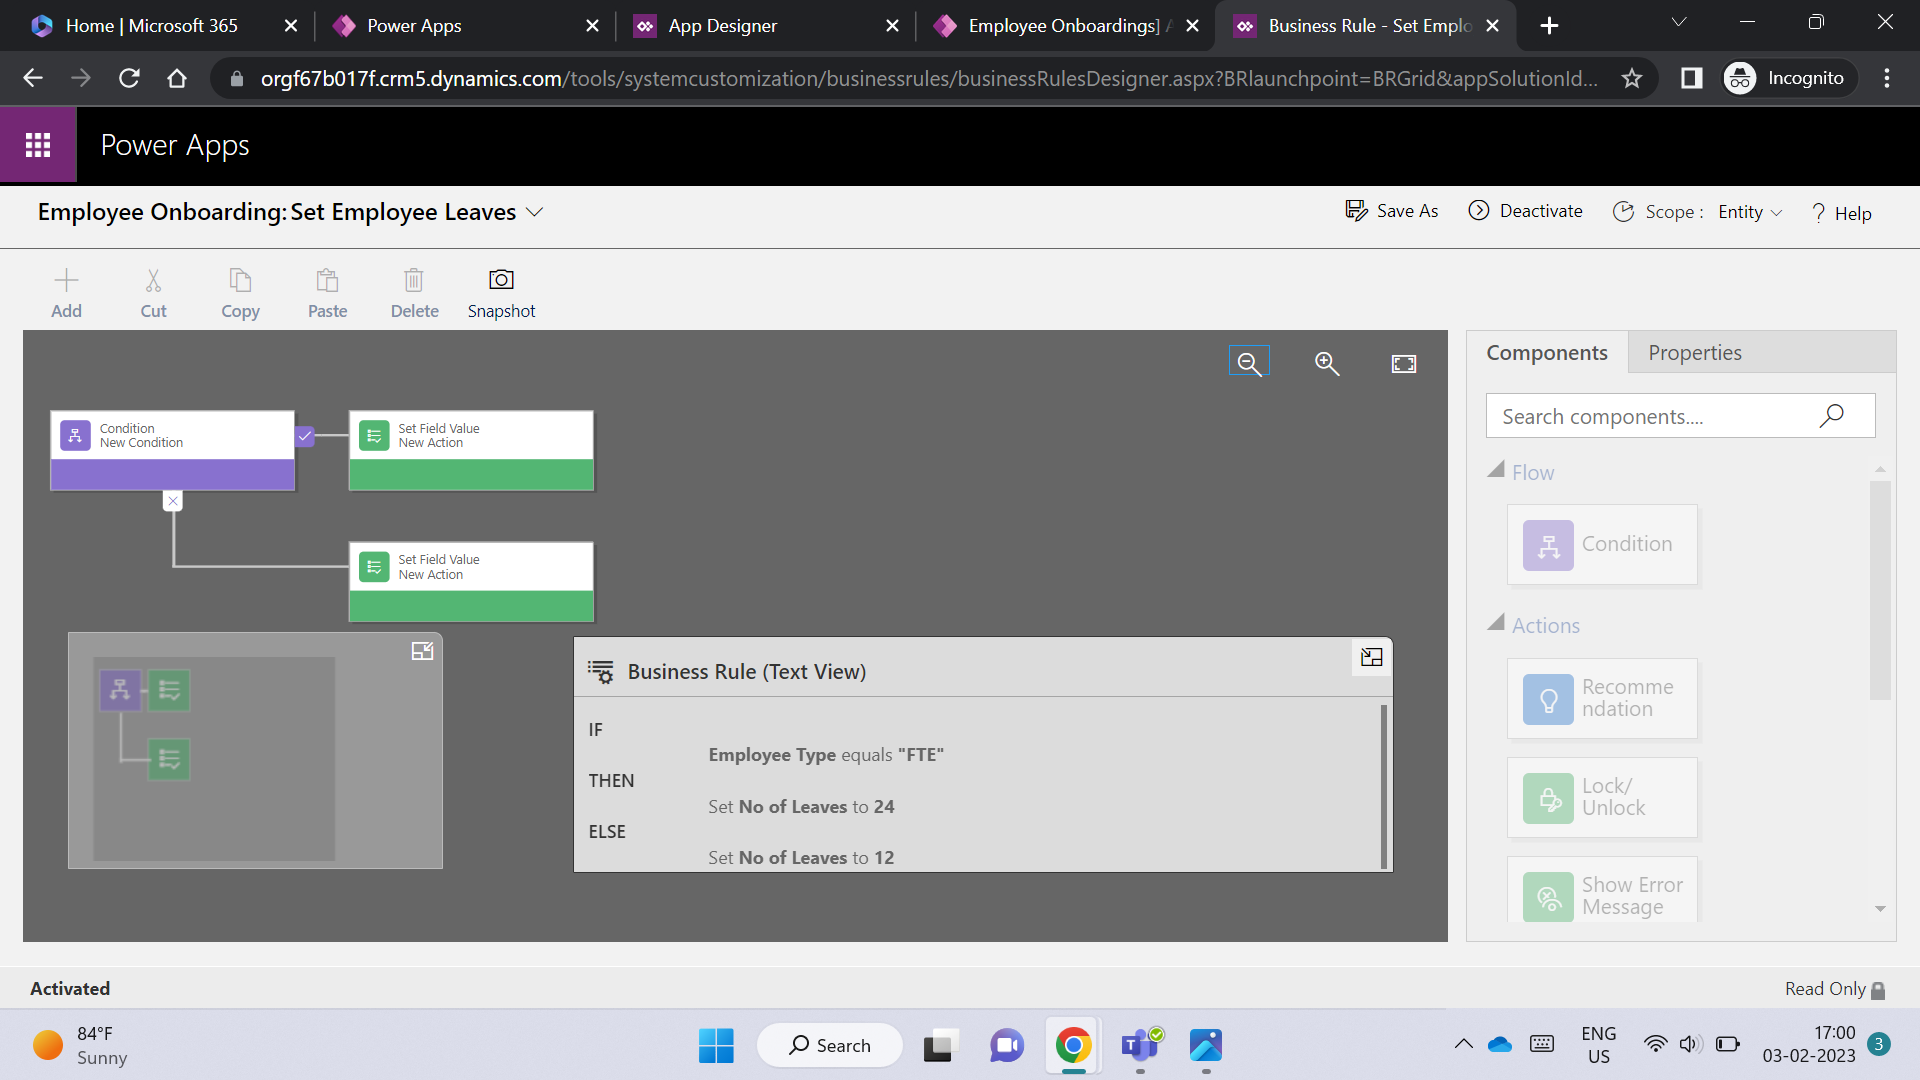 Home | Microsoft 365
Power Apps
App Designer
Employee Onboardings]
Business Rule - Set Emplo
orgf67b017f.crm5.dynamics.com/tools/systemcustomization/businessrules/businessRulesDesigner.aspx?BRlaunchpoint=BRGrid&appSolutionId...
Incognito
Power Apps
Employee Onboarding: Set Employee Leaves
Save As
Deactivate
Scope :
Entity
? Help
Add
Cut
Copy
Paste
Delete
Snapshot
Condition
New Condition
Set Field Value
New Action
Set Field Value
New Action
Business Rule (Text View)
IF
Employee Type equals "FTE"
THEN
Set No of Leaves to 24
ELSE
Set No of Leaves to 12
Components
Properties
Search components....
Flow
Condition
Actions
Recomme
ndation
Lock/
Unlock
Show Error
Message
Activated
Read Only
84°F
Sunny
Search
ENG
US
17:00
03-02-2023
3